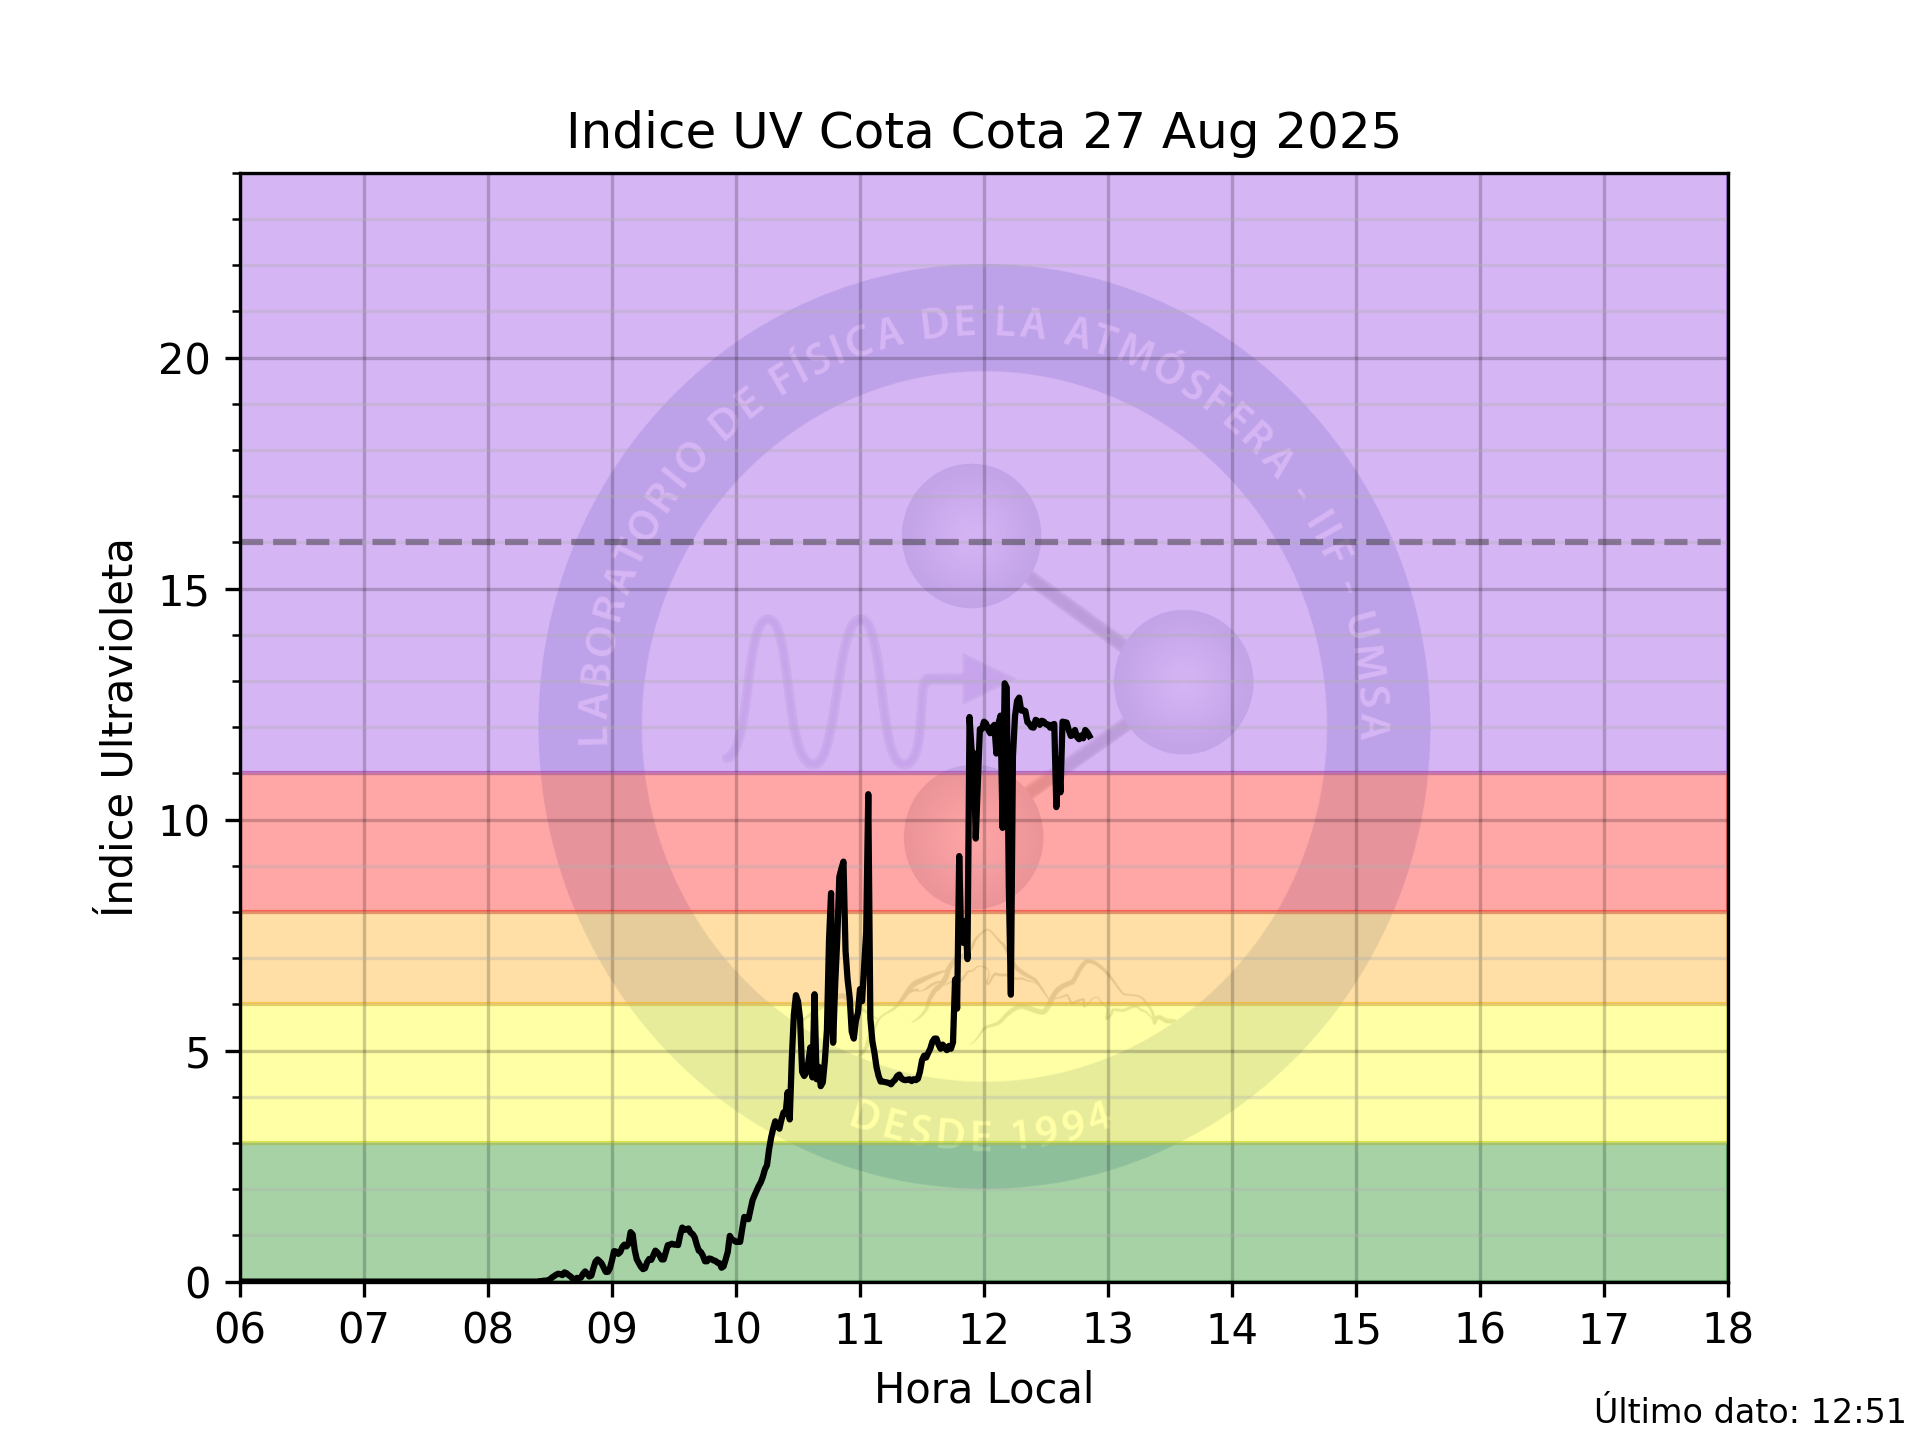 Indice UV Cota Cota 27 Aug 2025
LABORATORIO DE FÍSICA DE LA ATMÓSFERA - IIF - UMSA
DESDE 1994
Índice Ultravioleta
20
15
10
5
0
06 07 08 09 10 11 12 13 14 15 16 17 18
Hora Local
Último dato: 12:51